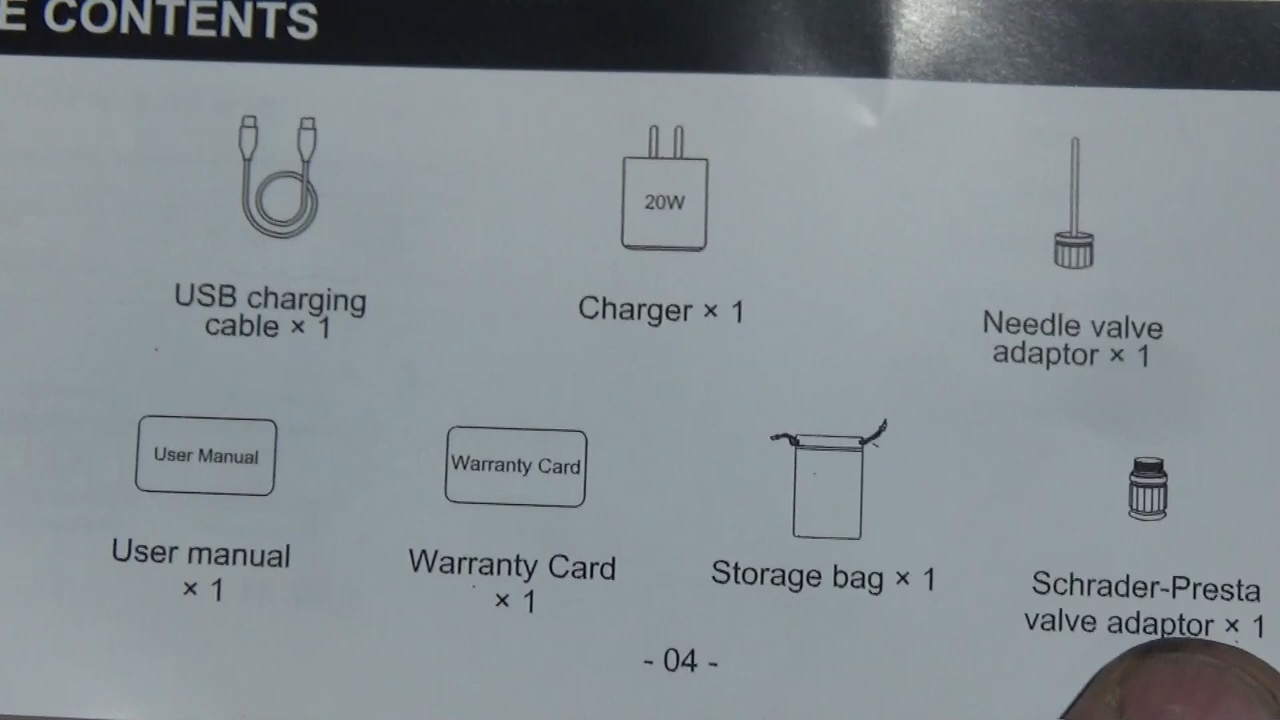 E CONTENTS
20W
USB charging
cable × 1
Charger × 1
Needle valve
adaptor × 1
User Manual
Warranty Card
User manual
× 1
Warranty Card
× 1
Storage bag × 1
Schrader-Presta
valve adaptor × 1
- 04 -